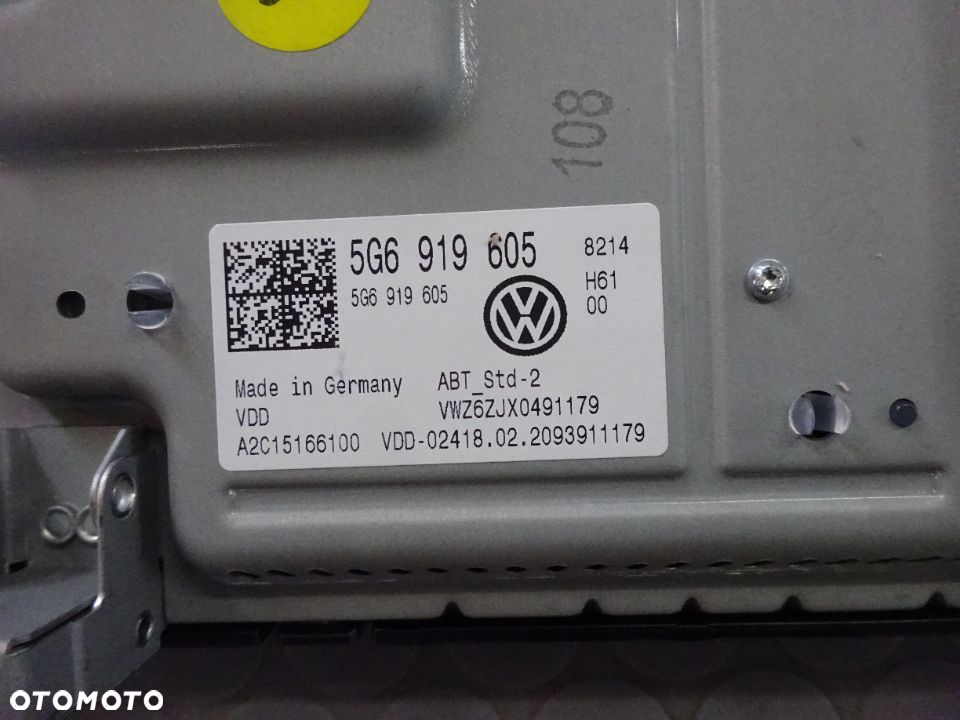 108
5G6 919 605
8214
5G6 919 605
H61
00
Made in Germany
ABT_Std-2
VDD
VWZ6ZJX0491179
A2C15166100
VDD-02418.02.2093911179
OTOMOTO